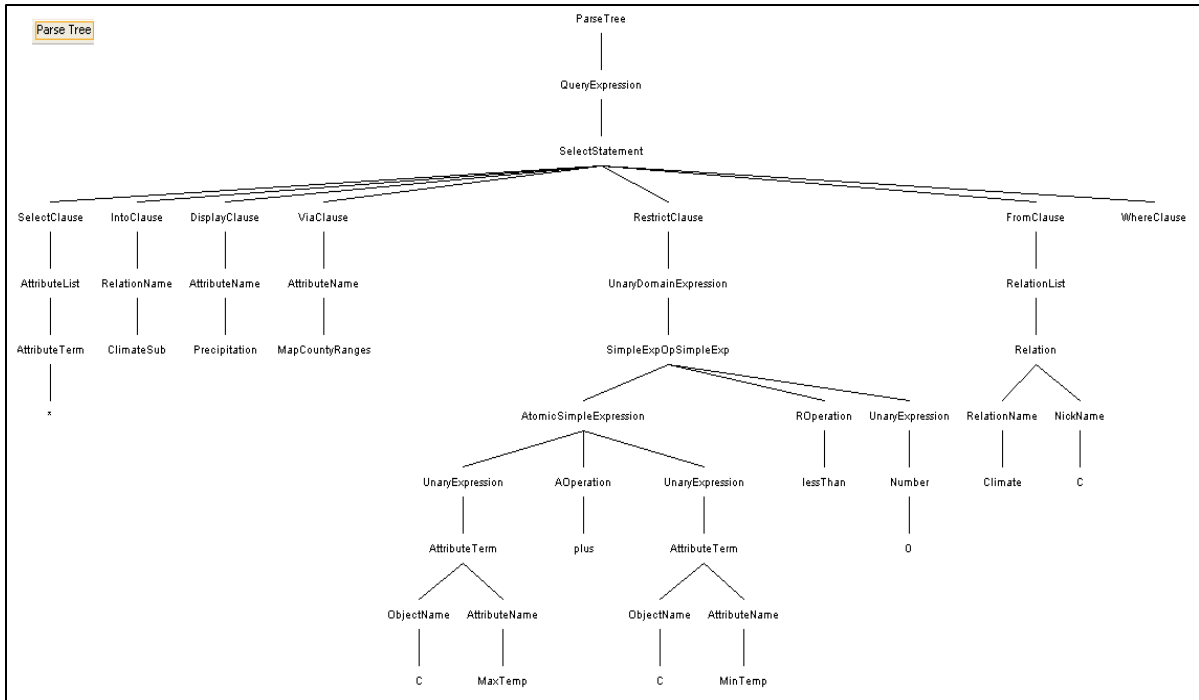 Parse Tree
ParseTree
QueryExpression
SelectStatement
SelectClause IntoClause DisplayClause ViaClause RestrictClause FromClause WhereClause
AttributeList RelationName AttributeName AttributeName UnaryDomainExpression RelationList
AttributeTerm ClimateSub Precipitation MapCountyRanges SimpleExpOpSimpleExp Relation
* AtomicSimpleExpression ROperation UnaryExpression RelationName NickName
UnaryExpression AOperation UnaryExpression lessThan Number Climate C
AttributeTerm plus AttributeTerm 0
ObjectName AttributeName ObjectName AttributeName
C MaxTemp C MinTemp